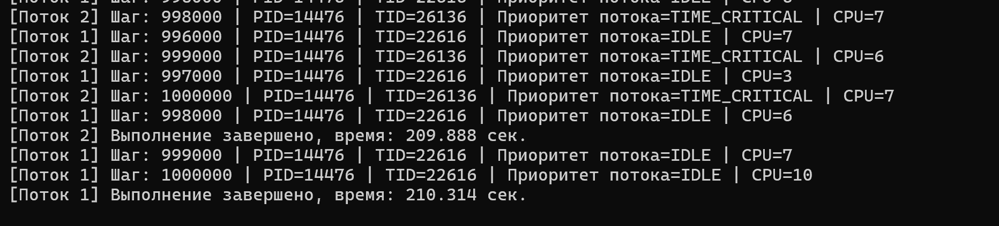 [Поток 2] Шаг: 998000 | PID=14476 | TID=26136 | Приоритет потока=TIME_CRITICAL | CPU=7
[Поток 1] Шаг: 996000 | PID=14476 | TID=22616 | Приоритет потока=IDLE | CPU=7
[Поток 2] Шаг: 999000 | PID=14476 | TID=26136 | Приоритет потока=TIME_CRITICAL | CPU=6
[Поток 1] Шаг: 997000 | PID=14476 | TID=22616 | Приоритет потока=IDLE | CPU=3
[Поток 2] Шаг: 1000000 | PID=14476 | TID=26136 | Приоритет потока=TIME_CRITICAL | CPU=7
[Поток 1] Шаг: 998000 | PID=14476 | TID=22616 | Приоритет потока=IDLE | CPU=6
[Поток 2] Выполнение завершено, время: 209.888 сек.
[Поток 1] Шаг: 999000 | PID=14476 | TID=22616 | Приоритет потока=IDLE | CPU=7
[Поток 1] Шаг: 1000000 | PID=14476 | TID=22616 | Приоритет потока=IDLE | CPU=10
[Поток 1] Выполнение завершено, время: 210.314 сек.